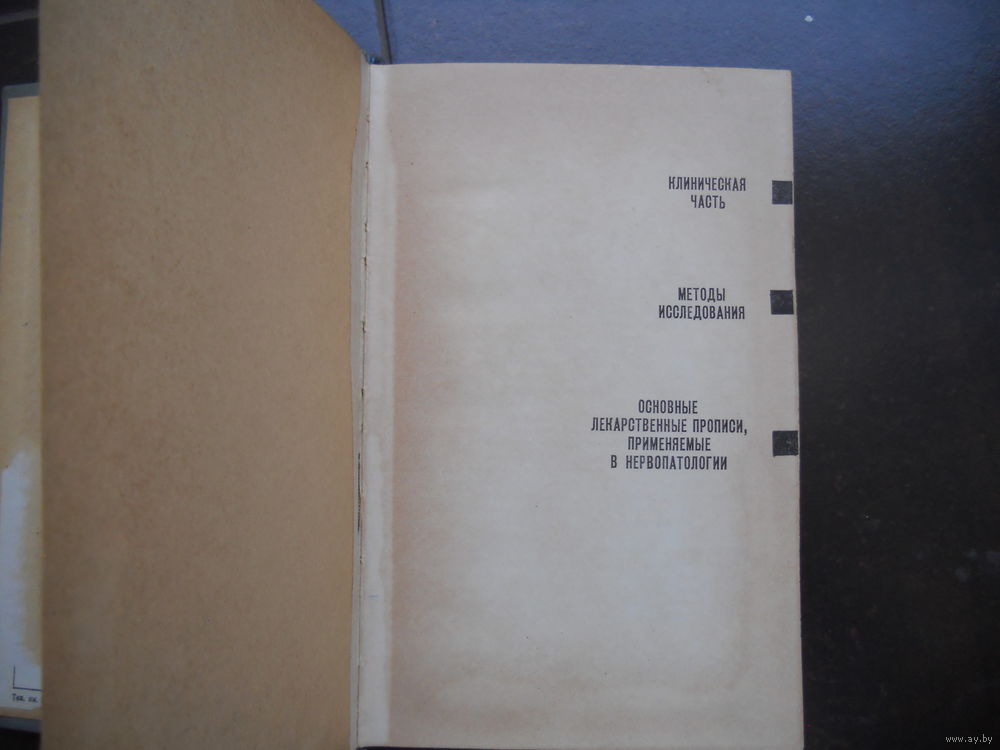 КЛИНИЧЕСКАЯ
ЧАСТЬ
МЕТОДЫ
ИССЛЕДОВАНИЯ
ОСНОВНЫЕ
ЛЕКАРСТВЕННЫЕ ПРОПИСИ,
ПРИМЕНЯЕМЫЕ
В НЕРВОПАТОЛОГИИ
www.ay.by